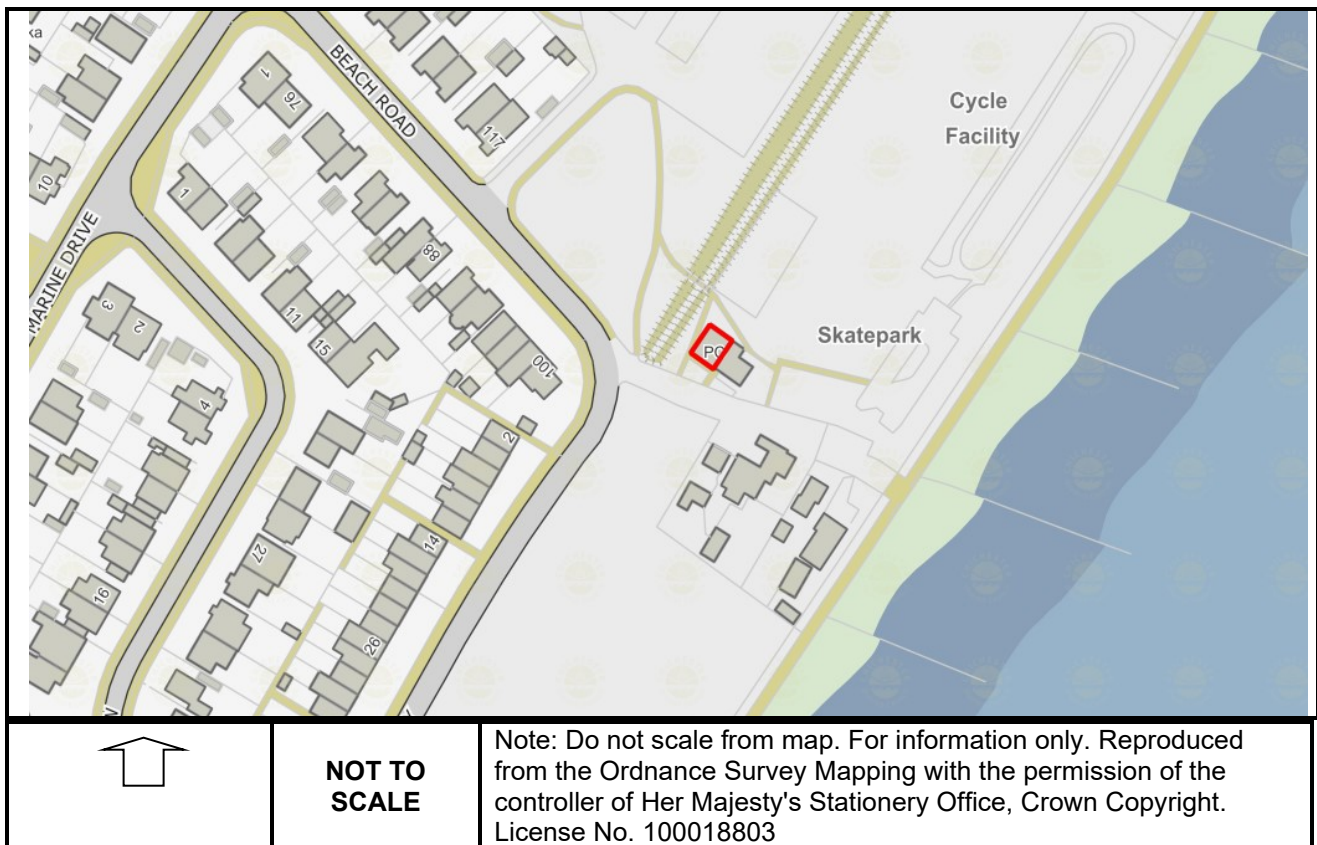 ka
BEACH ROAD
1
76
117
Cycle
Facility
10
1
MARINE DRIVE
88
3
2
11
15
PC
Skatepark
100
4
2
14
27
16
26
NOT TO
SCALE
Note: Do not scale from map. For information only. Reproduced
from the Ordnance Survey Mapping with the permission of the
controller of Her Majesty's Stationery Office, Crown Copyright.
License No. 100018803